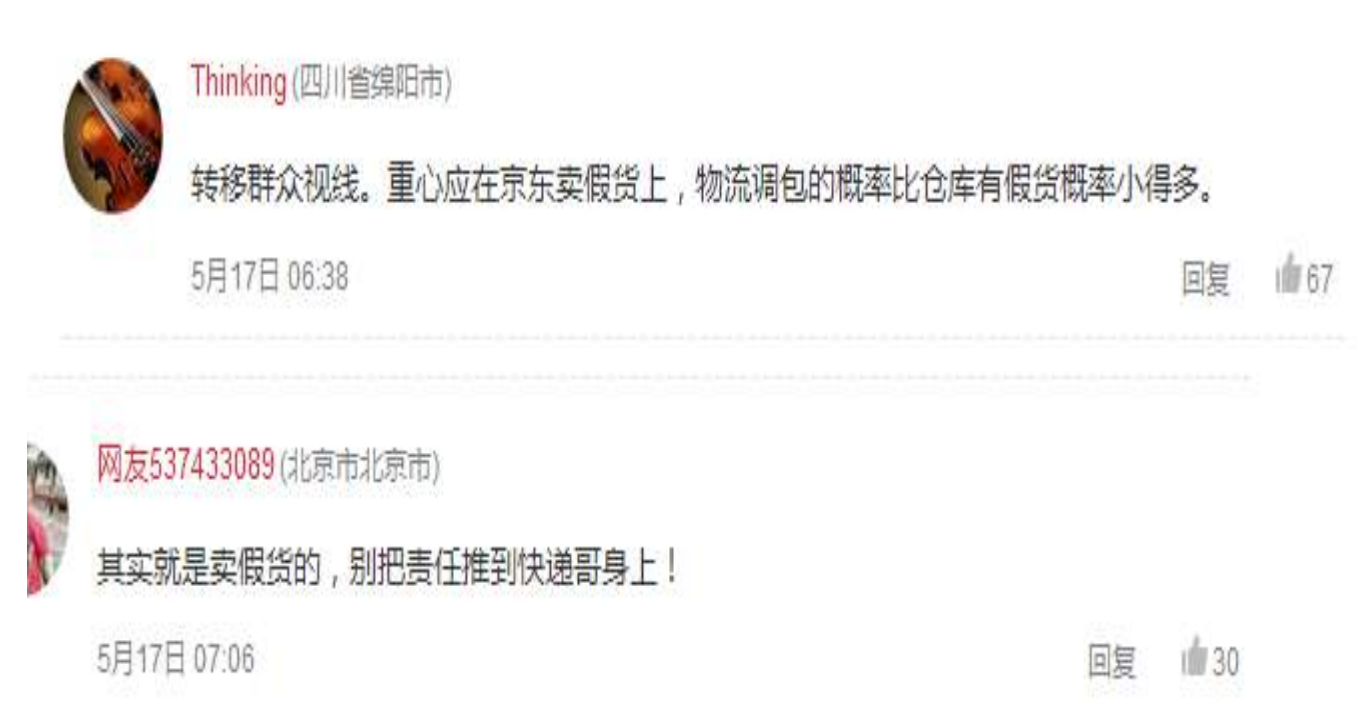 Thinking(四川省绵阳市)
转移群众视线。重心应在京东卖假货上，物流调包的概率比仓库有假货概率小得多。
5月17日 06:38 回复 67
网友537433089(北京市北京市)
其实就是卖假货的，别把责任推到快递哥身上！
5月17日 07:06 回复 30